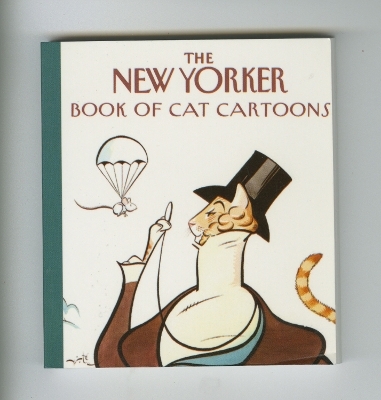 THE
NEW YORKER
BOOK OF CAT CARTOONS